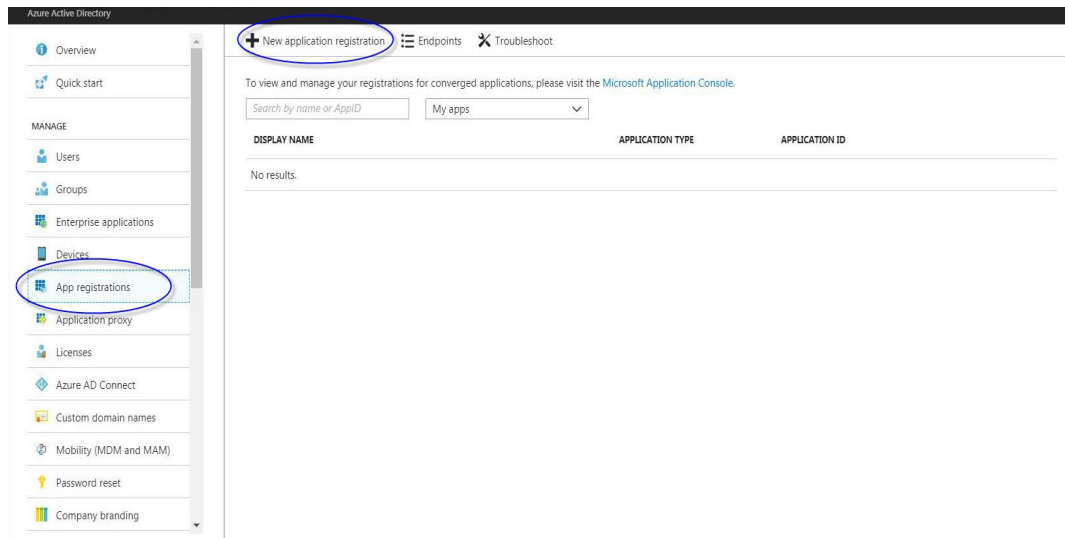 Azure Active Directory
Overview
Quick start
MANAGE
Users
Groups
Enterprise applications
Devices
App registrations
Application proxy
Licenses
Azure AD Connect
Custom domain names
Mobility (MDM and MAM)
Password reset
Company branding
New application registration Endpoints Troubleshoot
To view and manage your registrations for converged applications, please visit the Microsoft Application Console.
Search by name or AppID My apps
DISPLAY NAME APPLICATION TYPE APPLICATION ID
No results.